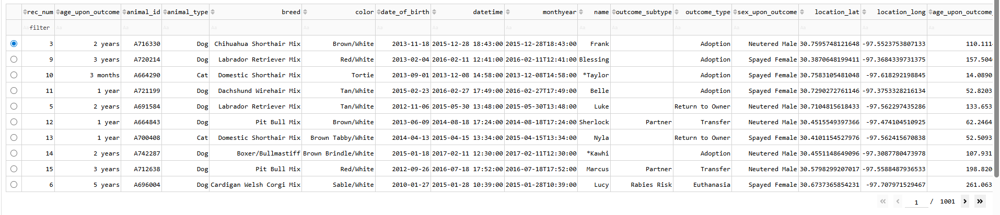 rec_num age_upon_outcome animal_id animal_type breed color date_of_birth datetime monthyear name outcome_subtype outcome_type sex_upon_outcome location_lat location_long age_upon_outcome_
Aa filter Aa Aa Aa Aa Aa Aa Aa Aa Aa Aa Aa Aa Aa Aa Aa
3 2 years A716330 Dog Chihuahua Shorthair Mix Brown/White 2013-11-18 2015-12-28 18:43:00 2015-12-28T18:43:00 Frank Adoption Neutered Male 30.7595748121648 -97.5523753807133 110.111
9 3 years A720214 Dog Labrador Retriever Mix Red/White 2013-02-04 2016-02-11 12:41:00 2016-02-11T12:41:00 Blessing Adoption Spayed Female 30.3870648199411 -97.3684339731375 157.504
10 3 months A664290 Cat Domestic Shorthair Mix Tortie 2013-09-01 2013-12-08 14:58:00 2013-12-08T14:58:00 *Taylor Adoption Spayed Female 30.7583105481048 -97.618292198845 14.0890
11 1 year A721199 Dog Dachshund Wirehair Mix Tan/White 2015-02-23 2016-02-27 17:49:00 2016-02-27T17:49:00 Belle Adoption Spayed Female 30.7290272761146 -97.3753328216134 52.8203
5 2 years A691584 Dog Labrador Retriever Mix Tan/White 2012-11-06 2015-05-30 13:48:00 2015-05-30T13:48:00 Luke Return to Owner Neutered Male 30.7104815618433 -97.562297435286 133.653
12 1 year A664843 Dog Pit Bull Mix Brown/White 2013-06-09 2014-08-18 17:24:00 2014-08-18T17:24:00 Sherlock Partner Transfer Neutered Male 30.4515549397366 -97.474104510925 62.2464
13 1 year A700408 Cat Domestic Shorthair Mix Brown Tabby/White 2014-04-13 2015-04-15 13:34:00 2015-04-15T13:34:00 Nyla Return to Owner Spayed Female 30.4101154527976 -97.562415670838 52.5093
14 2 years A742287 Dog Boxer/Bullmastiff Brown Brindle/White 2015-01-18 2017-02-11 12:30:00 2017-02-11T12:30:00 *Kawhi Adoption Neutered Male 30.4551148649096 -97.3087780473978 107.931
15 3 years A712638 Dog Pit Bull Mix Red/White 2012-09-26 2016-07-18 17:52:00 2016-07-18T17:52:00 Marcus Partner Transfer Neutered Male 30.5798299207017 -97.5588487936533 198.820
6 5 years A696004 Dog Cardigan Welsh Corgi Mix Sable/White 2010-01-27 2015-01-28 10:39:00 2015-01-28T10:39:00 Lucy Rabies Risk Euthanasia Spayed Female 30.6737365854231 -97.707971529467 261.063
1 / 1001